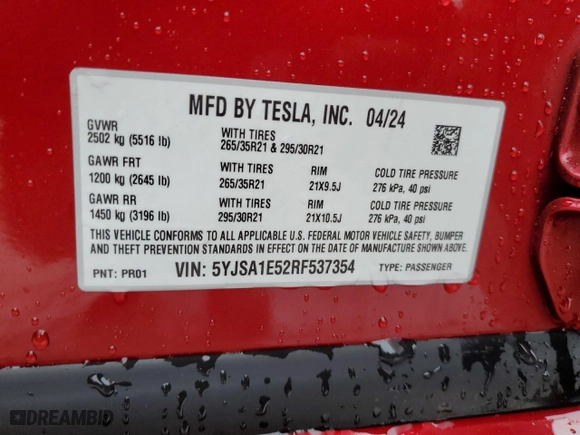 MFD BY TESLA, INC. 04/24
GVWR
2502 kg (5516 lb)
WITH TIRES
265/35R21 & 295/30R21
GAWR FRT
1200 kg (2645 lb)
WITH TIRES
265/35R21
RIM
21X9.5J
COLD TIRE PRESSURE
276 kPa, 40 psi
GAWR RR
1450 kg (3196 lb)
WITH TIRES
295/30R21
RIM
21X10.5J
COLD TIRE PRESSURE
276 kPa, 40 psi
THIS VEHICLE CONFORMS TO ALL APPLICABLE U.S. FEDERAL MOTOR VEHICLE SAFETY, BUMPER
AND THEFT PREVENTION STANDARDS IN EFFECT ON THE DATE OF MANUFACTURE SHOWN ABOVE.
PNT: PR01 VIN: 5YJSA1E52RF537354 TYPE: PASSENGER
DREAMBID